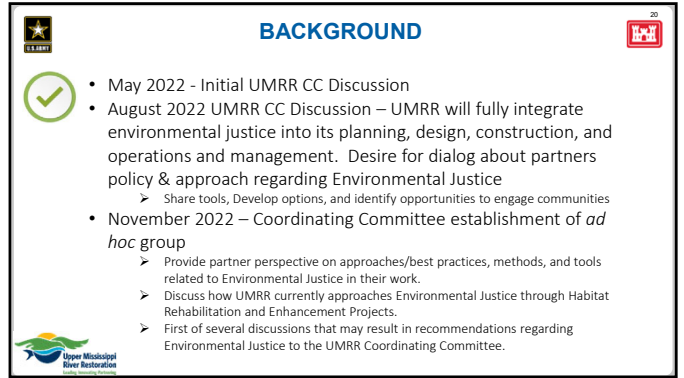 20
BACKGROUND
U.S.ARMY
• May 2022 - Initial UMRR CC Discussion
• August 2022 UMRR CC Discussion – UMRR will fully integrate
environmental justice into its planning, design, construction, and
operations and management.  Desire for dialog about partners
policy & approach regarding Environmental Justice
➢ Share tools, Develop options, and identify opportunities to engage communities
• November 2022 – Coordinating Committee establishment of ad
hoc group
➢ Provide partner perspective on approaches/best practices, methods, and tools
related to Environmental Justice in their work.
➢ Discuss how UMRR currently approaches Environmental Justice through Habitat
Rehabilitation and Enhancement Projects.
➢ First of several discussions that may result in recommendations regarding
Environmental Justice to the UMRR Coordinating Committee.
Upper Mississippi
River Restoration
Leading Innovating Partnering